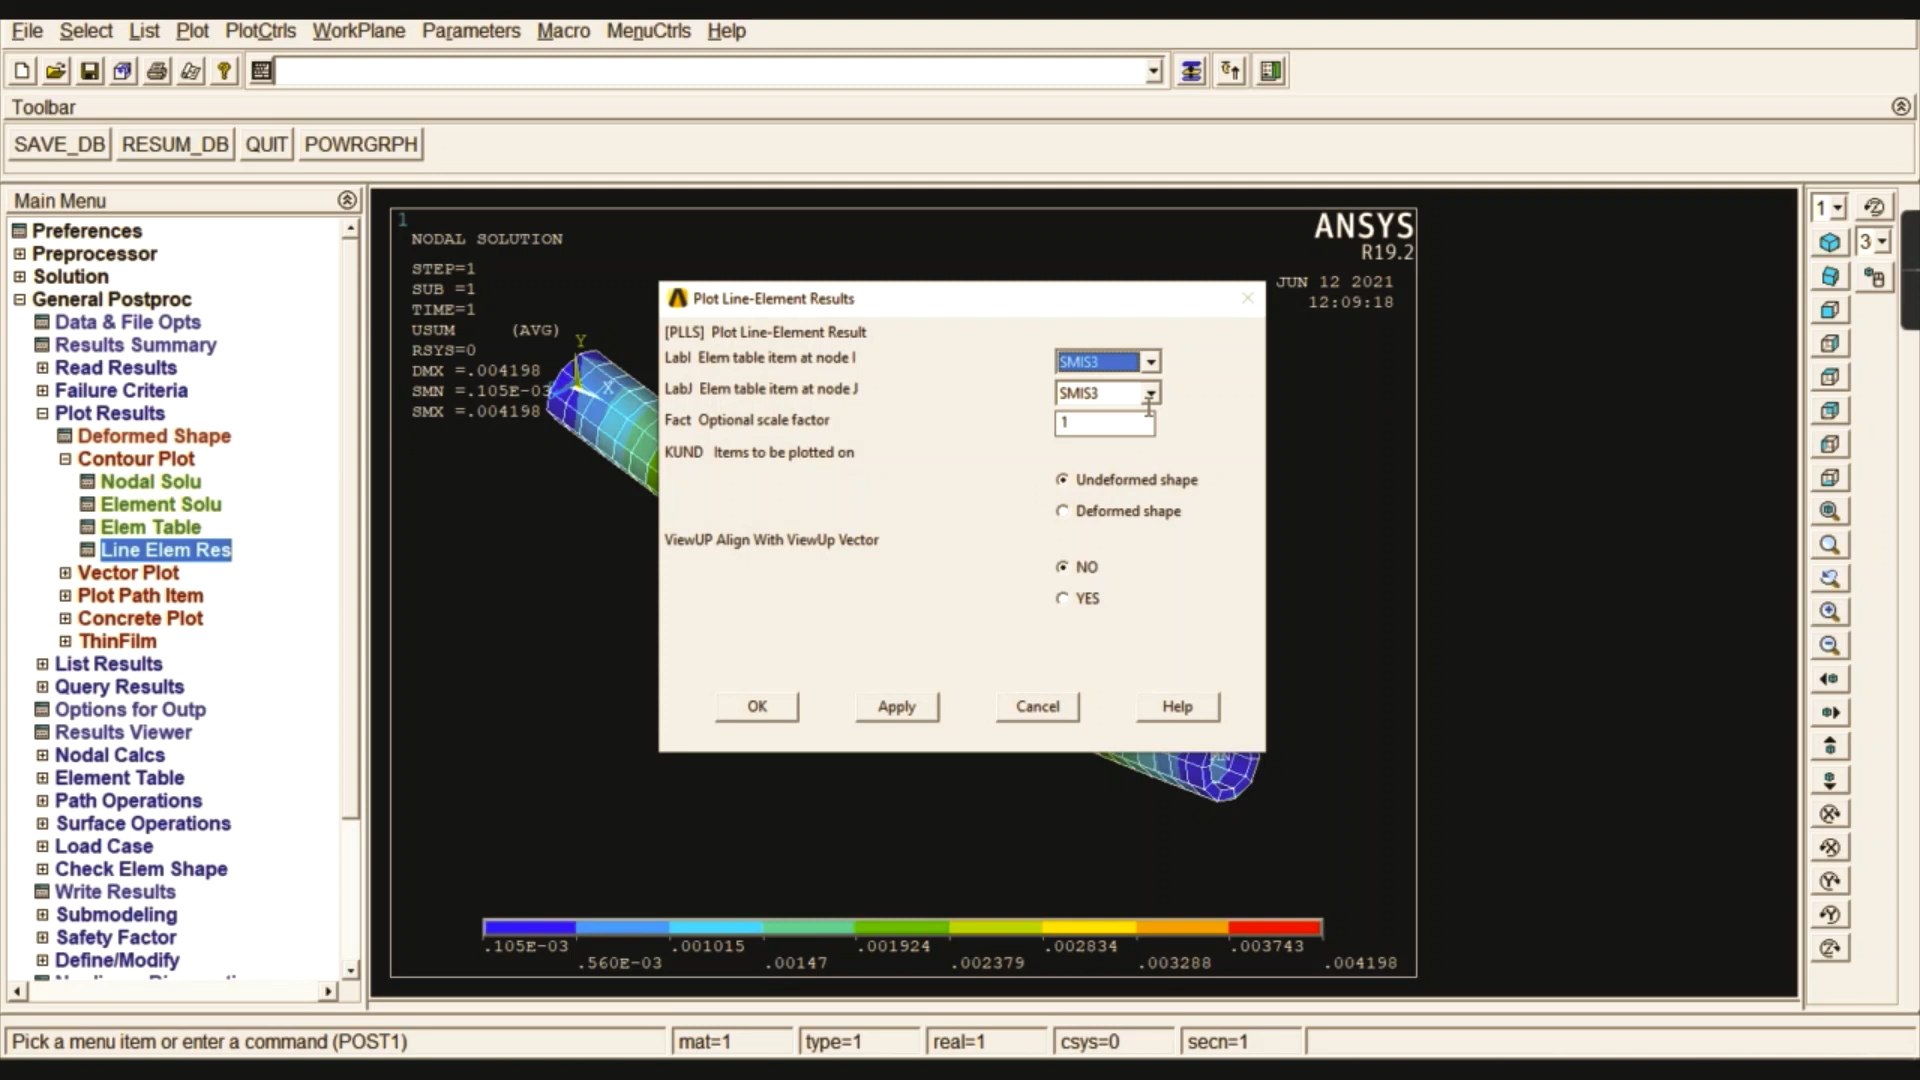 File Select List Plot PlotCtrls WorkPlane Parameters Macro MenuCtrls Help
Toolbar
SAVE_DB RESUM_DB QUIT POWRGRPH
Main Menu
Preferences
Preprocessor
Solution
General Postproc
Data & File Opts
Results Summary
Read Results
Failure Criteria
Plot Results
Deformed Shape
Contour Plot
Nodal Solu
Element Solu
Elem Table
Line Elem Res
Vector Plot
Plot Path Item
Concrete Plot
ThinFilm
List Results
Query Results
Options for Outp
Results Viewer
Nodal Calcs
Element Table
Path Operations
Surface Operations
Load Case
Check Elem Shape
Write Results
Submodeling
Safety Factor
Define/Modify
1
NODAL SOLUTION
STEP=1
SUB =1
TIME=1
USUM (AVG)
RSYS=0
DMX =.004198
SMN =.105E-03
SMX =.004198
Y
X
ANSYS
R19.2
JUN 12 2021
12:09:18
Plot Line-Element Results
[PLLS] Plot Line-Element Result
LabI Elem table item at node I SMIS3
LabJ Elem table item at node J SMIS3
Fact Optional scale factor 1
KUND Items to be plotted on
Undeformed shape
Deformed shape
ViewUP Align With ViewUp Vector
NO
YES
OK Apply Cancel Help
.105E-03 .001015 .001924 .002834 .003743
.560E-03 .00147 .002379 .003288 .004198
1
3
Pick a menu item or enter a command (POST1) mat=1 type=1 real=1 csys=0 secn=1